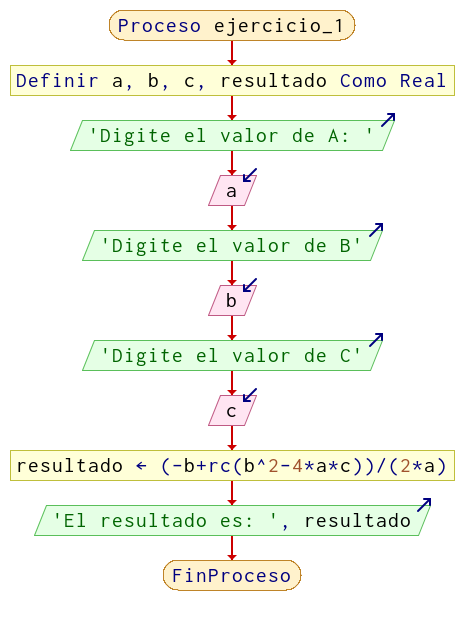 Proceso ejercicio_1
Definir a, b, c, resultado Como Real
'Digite el valor de A: '
a
'Digite el valor de B'
b
'Digite el valor de C'
c
resultado ← (-b+rc(b^2-4*a*c))/(2*a)
'El resultado es: ', resultado
FinProceso